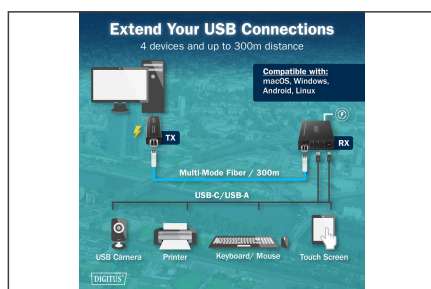 Extend Your USB Connections
4 devices and up to 300m distance
Compatible with:
macOS, Windows,
Android, Linux
TX
RX
Multi-Mode Fiber / 300m
USB-C/USB-A
USB Camera
Printer
Keyboard/ Mouse
Touch Screen
DIGITUS